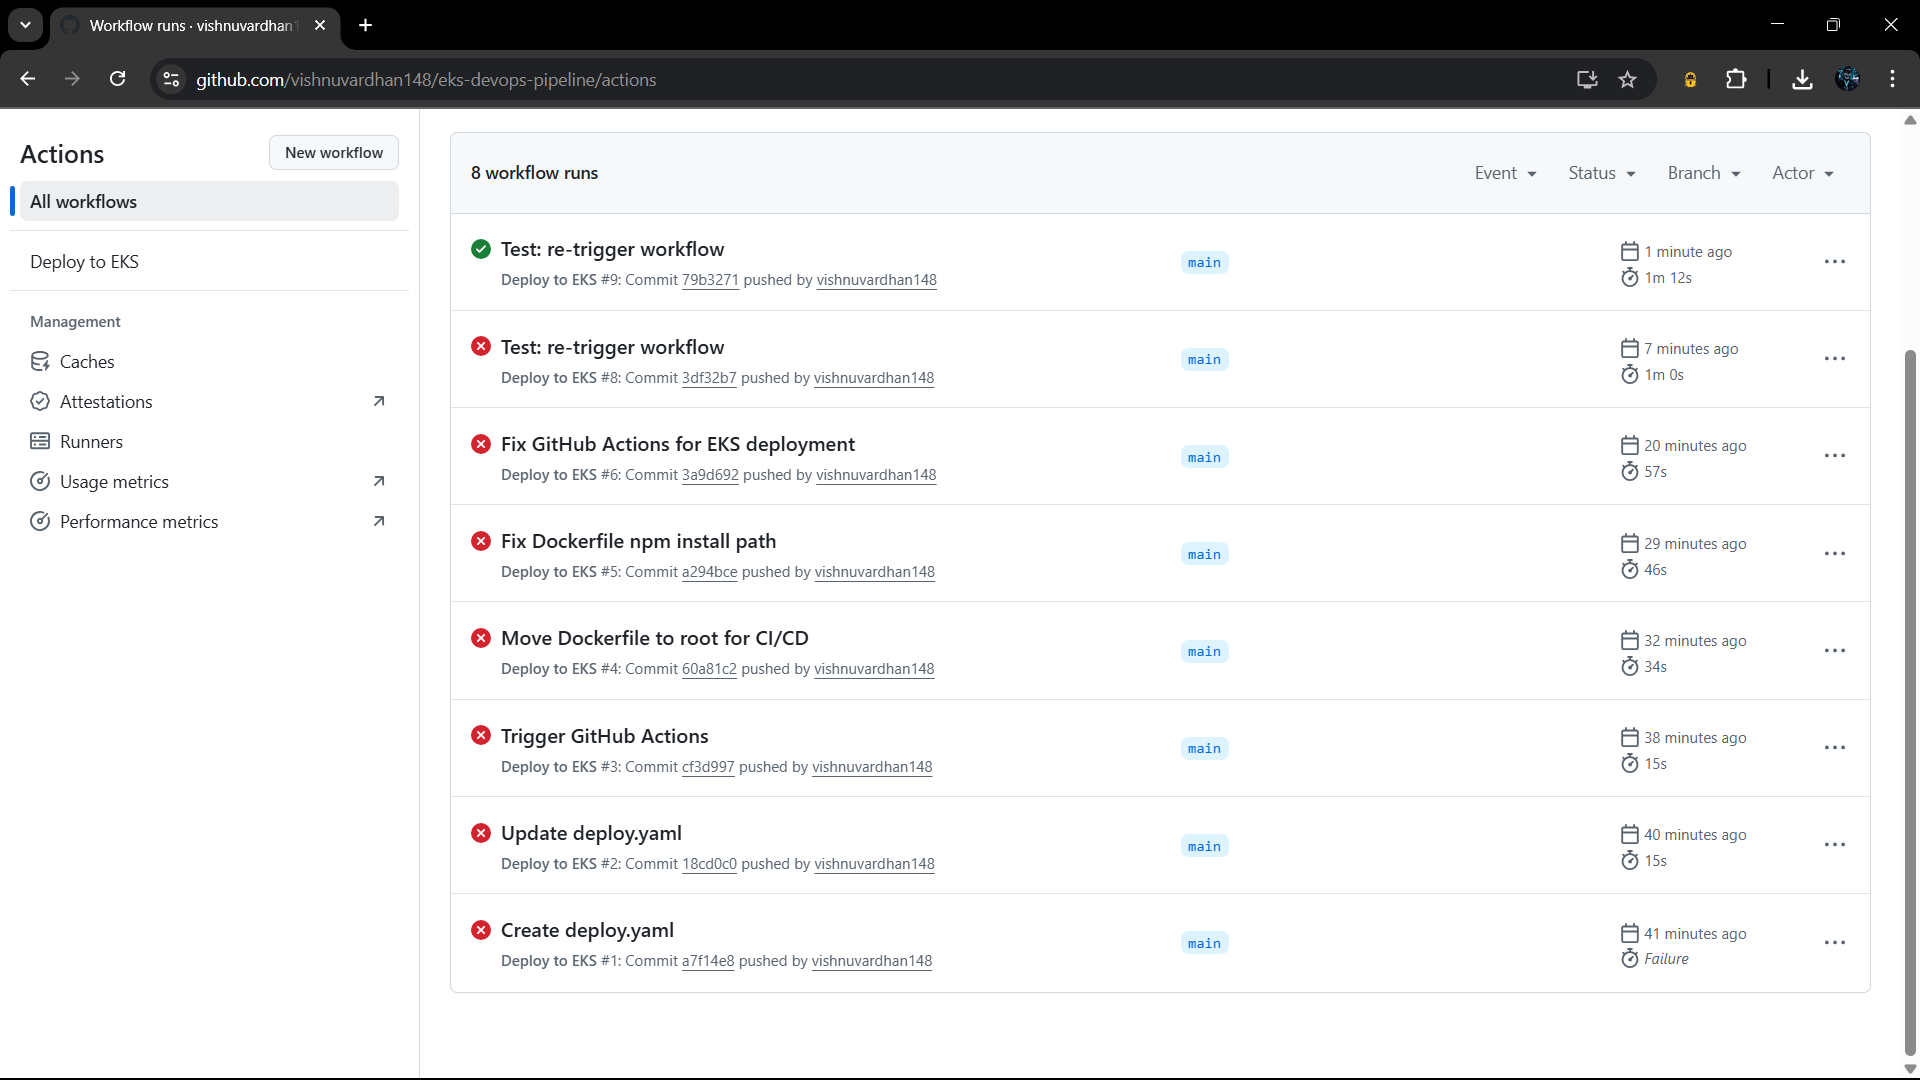 Workflow runs · vishnuvardhan1
github.com/vishnuvardhan148/eks-devops-pipeline/actions
Actions
New workflow
All workflows
Deploy to EKS
Management
Caches
Attestations
Runners
Usage metrics
Performance metrics
8 workflow runs
Event
Status
Branch
Actor
Test: re-trigger workflow
Deploy to EKS #9: Commit 79b3271 pushed by vishnuvardhan148
main
1 minute ago
1m 12s
Test: re-trigger workflow
Deploy to EKS #8: Commit 3df32b7 pushed by vishnuvardhan148
main
7 minutes ago
1m 0s
Fix GitHub Actions for EKS deployment
Deploy to EKS #6: Commit 3a9d692 pushed by vishnuvardhan148
main
20 minutes ago
57s
Fix Dockerfile npm install path
Deploy to EKS #5: Commit a294bce pushed by vishnuvardhan148
main
29 minutes ago
46s
Move Dockerfile to root for CI/CD
Deploy to EKS #4: Commit 60a81c2 pushed by vishnuvardhan148
main
32 minutes ago
34s
Trigger GitHub Actions
Deploy to EKS #3: Commit cf3d997 pushed by vishnuvardhan148
main
38 minutes ago
15s
Update deploy.yaml
Deploy to EKS #2: Commit 18cd0c0 pushed by vishnuvardhan148
main
40 minutes ago
15s
Create deploy.yaml
Deploy to EKS #1: Commit a7f14e8 pushed by vishnuvardhan148
main
41 minutes ago
Failure